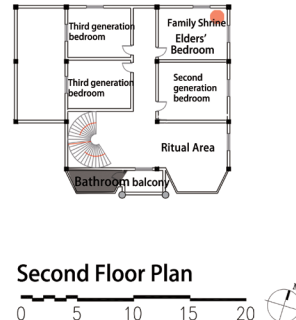 Third generation
bedroom
Family Shrine
Elders'
Bedroom
Third generation
bedroom
Second
generation
bedroom
Ritual Area
Bathroom balcony
Second Floor Plan
0 5 10 15 20